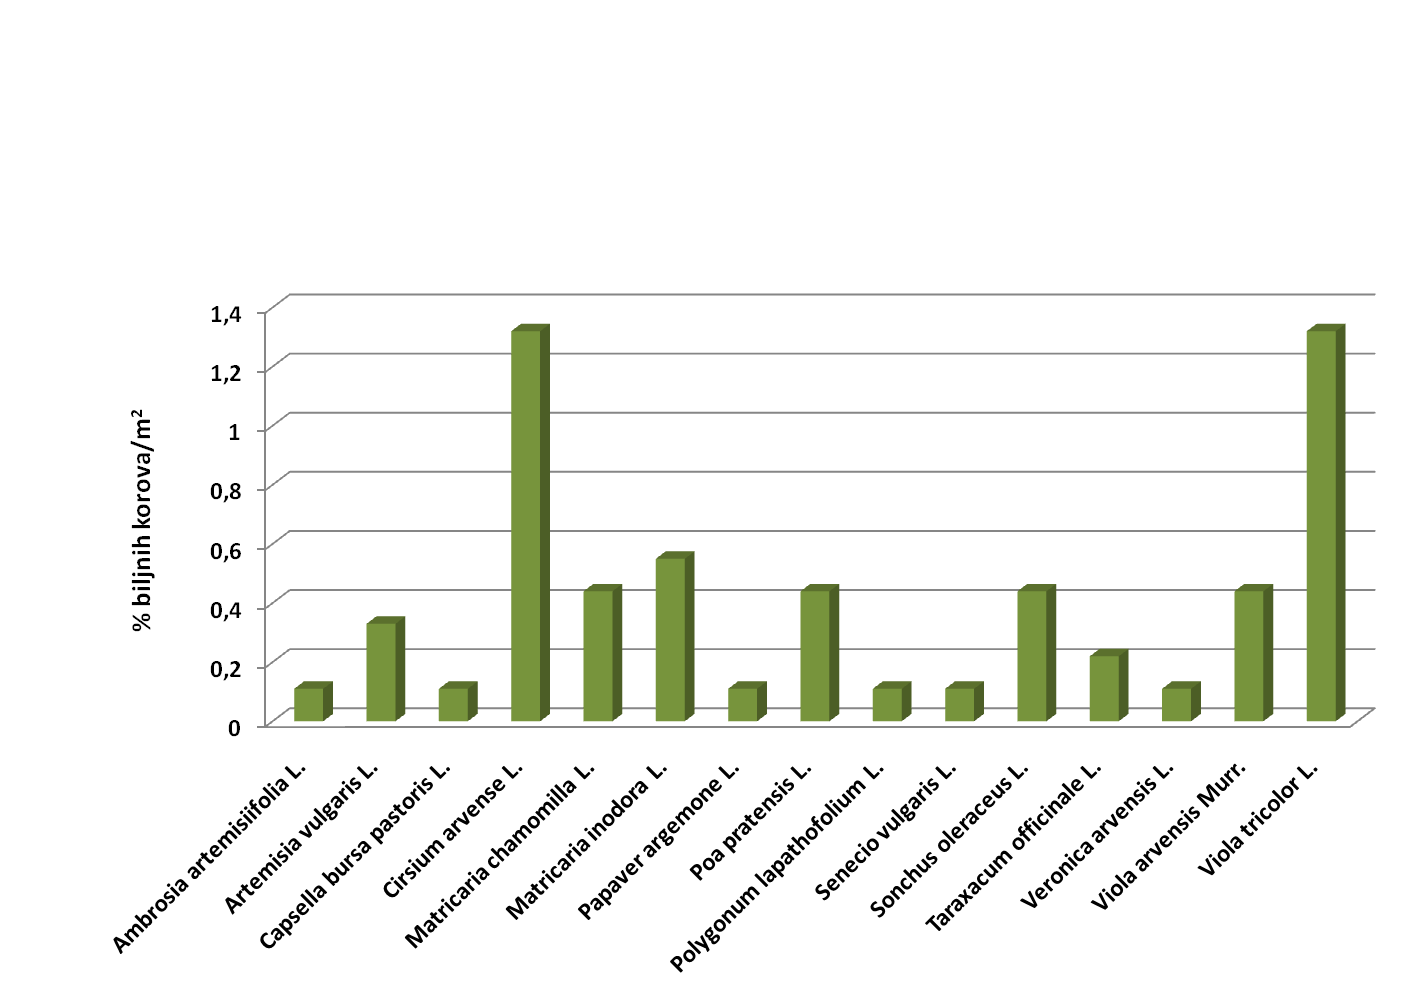 % biljnih korova/m²
1,4
1,2
1
0,8
0,6
0,4
0,2
0
Ambrosia artemisiifolia L.
Artemisia vulgaris L.
Capsella bursa pastoris L.
Cirsium arvense L.
Matricaria chamomilla L.
Matricaria inodora L.
Papaver argemone L.
Poa pratensis L.
Polygonum lapathofolium L.
Senecio vulgaris L.
Sonchus oleraceus L.
Taraxacum officinale L.
Veronica arvensis L.
Viola arvensis Murr.
Viola tricolor L.